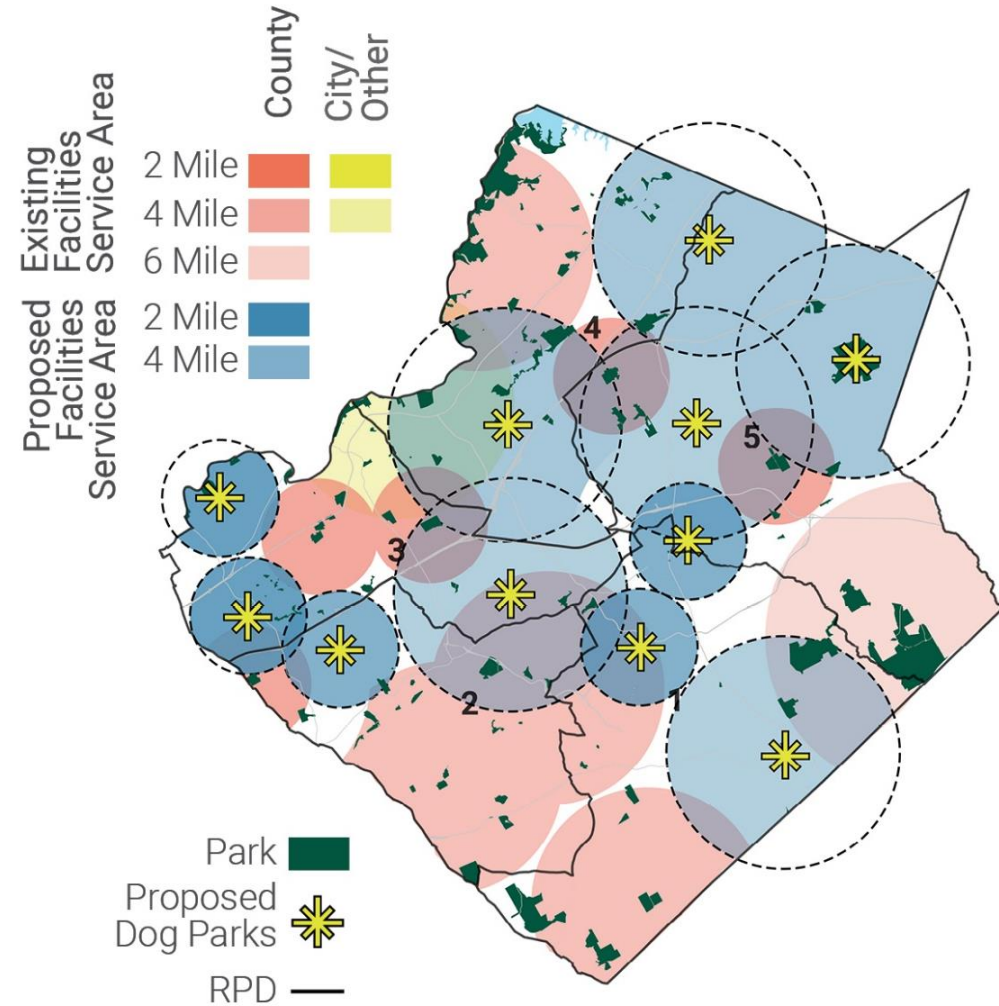 County
City/
Other
Existing
Facilities
Service Area
2 Mile
4 Mile
6 Mile
Proposed
Facilities
Service Area
2 Mile
4 Mile
4
5
3
2
1
Park
Proposed
Dog Parks
RPD